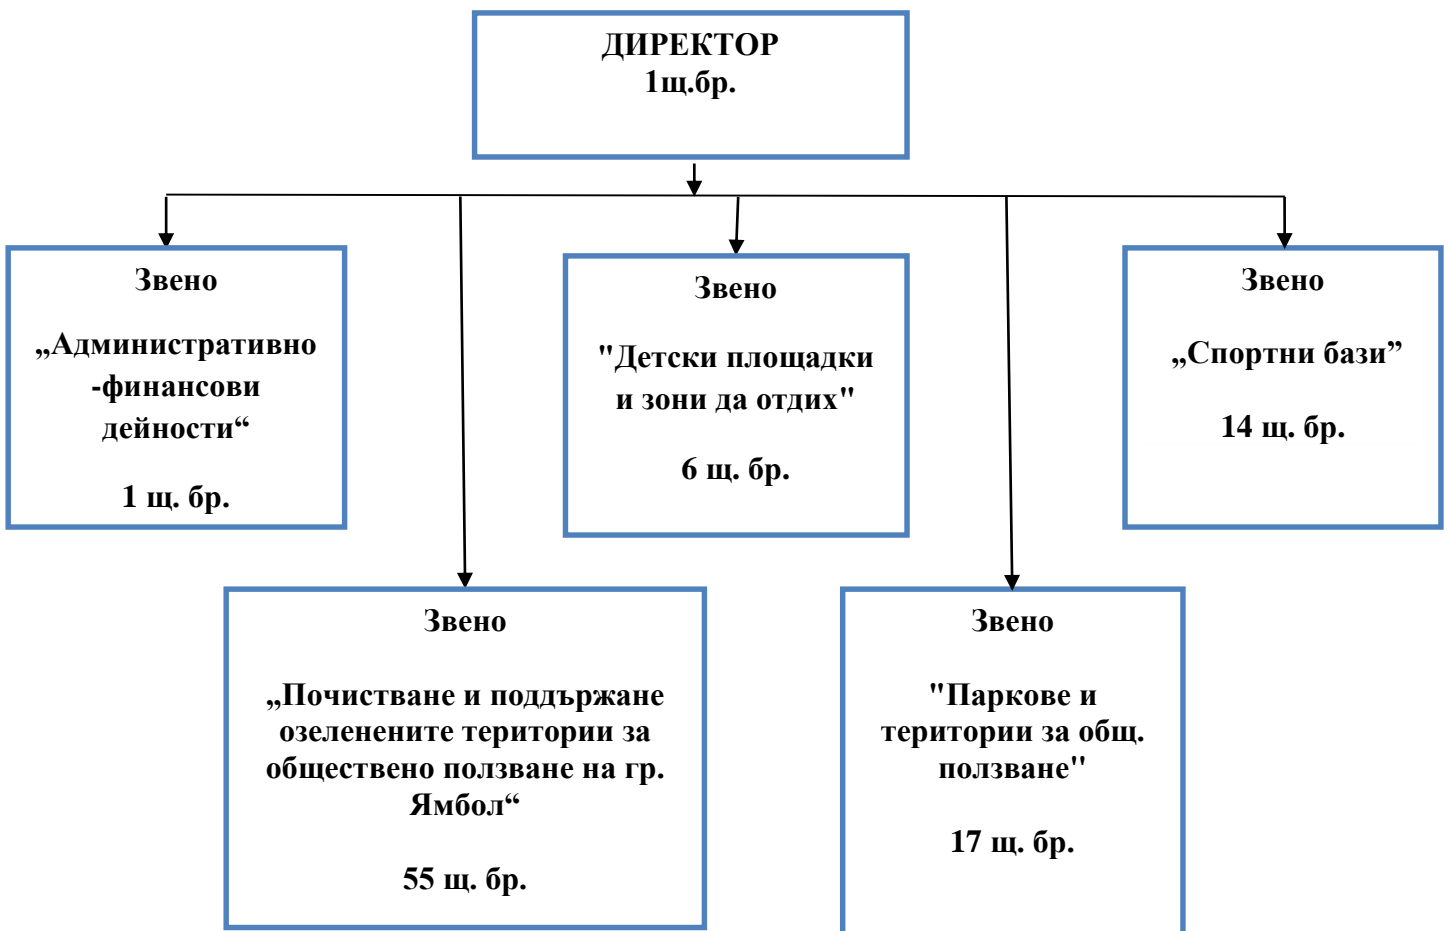 ДИРЕКТОР
1щ.бр.
Звено
„Административно
-финансови
дейности“
1 щ. бр.
Звено
"Детски площадки
и зони да отдих"
6 щ. бр.
Звено
„Спортни бази”
14 щ. бр.
Звено
„Почистване и поддържане
озеленените територии за
обществено ползване на гр.
Ямбол“
55 щ. бр.
Звено
"Паркове и
територии за общ.
ползване"
17 щ. бр.